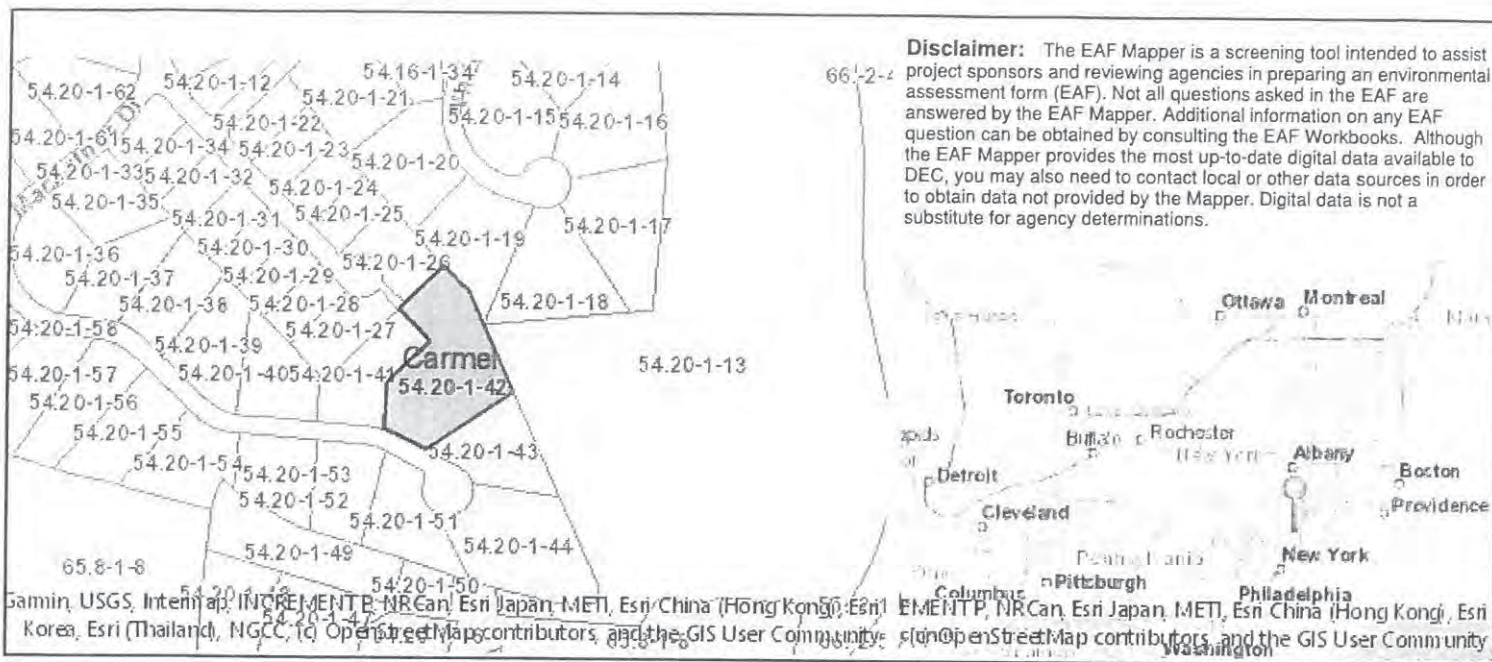 Disclaimer: The EAF Mapper is a screening tool intended to assist
project sponsors and reviewing agencies in preparing an environmental
assessment form (EAF). Not all questions asked in the EAF are
answered by the EAF Mapper. Additional information on any EAF
question can be obtained by consulting the EAF Workbooks. Although
the EAF Mapper provides the most up-to-date digital data available to
DEC, you may also need to contact local or other data sources in order
to obtain data not provided by the Mapper. Digital data is not a
substitute for agency determinations.
54.20-1-62
54.20-1-12
54.16-1-34
54.20-1-14
54.20-1-21
54.20-1-22
54.20-1-15
54.20-1-16
54.20-1-61
54.20-1-34
54.20-1-23
54.20-1-20
54.20-1-33
54.20-1-32
54.20-1-24
54.20-1-35
54.20-1-31
54.20-1-25
54.20-1-19
54.20-1-17
54.20-1-36
54.20-1-30
54.20-1-26
54.20-1-37
54.20-1-29
54.20-1-38
54.20-1-28
54.20-1-18
54.20-1-58
54.20-1-27
54.20-1-39
Carmel
54.20-1-13
54.20-1-57
54.20-1-40
54.20-1-41
54.20-1-42
54.20-1-56
54.20-1-55
54.20-1-43
54.20-1-54
54.20-1-53
54.20-1-52
54.20-1-51
54.20-1-49
54.20-1-44
65.8-1-8
54.20-1-50
Ottawa
Montreal
Toronto
Buffalo
Rochester
New York
Albany
Boston
Detroit
Providence
Cleveland
New York
Pennsylvania
Pittsburgh
Columbus
Philadelphia
Washington
Garmin, USGS, Intermap, INCREMENT P, NRCan, Esri Japan, METI, Esri China (Hong Kong), Esri
Korea, Esri (Thailand), NGCC, (c) OpenStreetMap contributors, and the GIS User Community
EMENT P, NRCan, Esri Japan, METI, Esri China (Hong Kong), Esri
OpenStreetMap contributors, and the GIS User Community